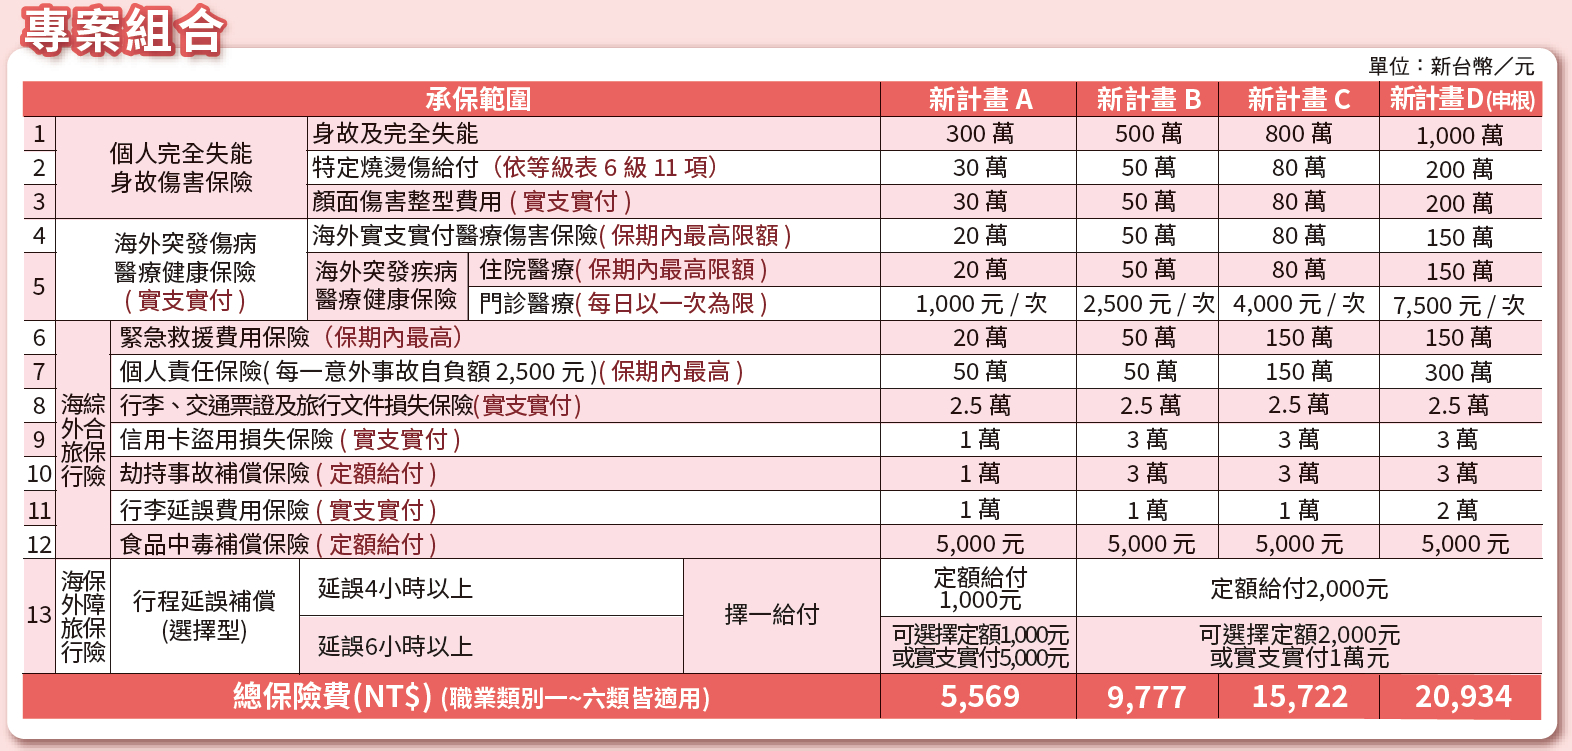 專案組合
單位：新台幣／元
承保範圍 新計畫 A 新計畫 B 新計畫 C 新計畫D(申根)
個人完全失能
身故傷害保險
1 身故及完全失能 300 萬 500 萬 800 萬 1,000 萬
2 特定燒燙傷給付（依等級表 6 級 11 項） 30 萬 50 萬 80 萬 200 萬
3 顏面傷害整型費用 ( 實支實付 ) 30 萬 50 萬 80 萬 200 萬
海外突發傷病
醫療健康保險
( 實支實付 )
4 海外實支實付醫療傷害保險( 保期內最高限額 ) 20 萬 50 萬 80 萬 150 萬
5 海外突發疾病
醫療健康保險
住院醫療( 保期內最高限額 ) 20 萬 50 萬 80 萬 150 萬
門診醫療( 每日以一次為限 ) 1,000 元 / 次 2,500 元 / 次 4,000 元 / 次 7,500 元 / 次
海外旅行
綜合保險
6 緊急救援費用保險（保期內最高） 20 萬 50 萬 150 萬 150 萬
7 個人責任保險( 每一意外事故自負額 2,500 元 )( 保期內最高 ) 50 萬 50 萬 150 萬 300 萬
8 行李、交通票證及旅行文件損失保險(實支實付) 2.5 萬 2.5 萬 2.5 萬 2.5 萬
9 信用卡盜用損失保險 ( 實支實付 ) 1 萬 3 萬 3 萬 3 萬
10 劫持事故補償保險 ( 定額給付 ) 1 萬 3 萬 3 萬 3 萬
11 行李延誤費用保險 ( 實支實付 ) 1 萬 1 萬 1 萬 2 萬
12 食品中毒補償保險 ( 定額給付 ) 5,000 元 5,000 元 5,000 元 5,000 元
13 海外旅行
保障保險
行程延誤補償
(選擇型)
延誤4小時以上
延誤6小時以上
擇一給付
定額給付
1,000元
定額給付2,000元
可選擇定額1,000元
或實支實付5,000元
可選擇定額2,000元
或實支實付1萬元
總保險費(NT$) (職業類別一~六類皆適用) 5,569 9,777 15,722 20,934